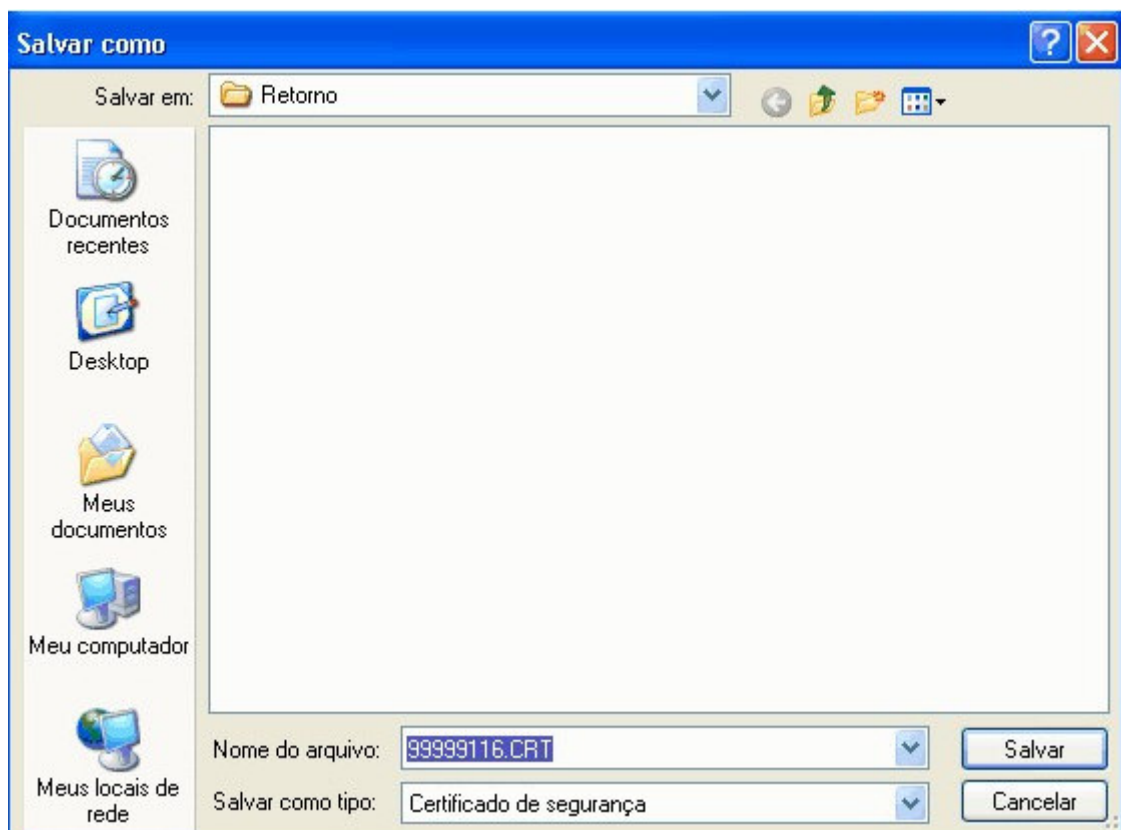 Salvar como
Salvar em:
Retorno
Documentos
recentes
Desktop
Meus
documentos
Meu computador
Meus locais de
rede
Nome do arquivo:
99999116.CRT
Salvar
Salvar como tipo:
Certificado de segurança
Cancelar